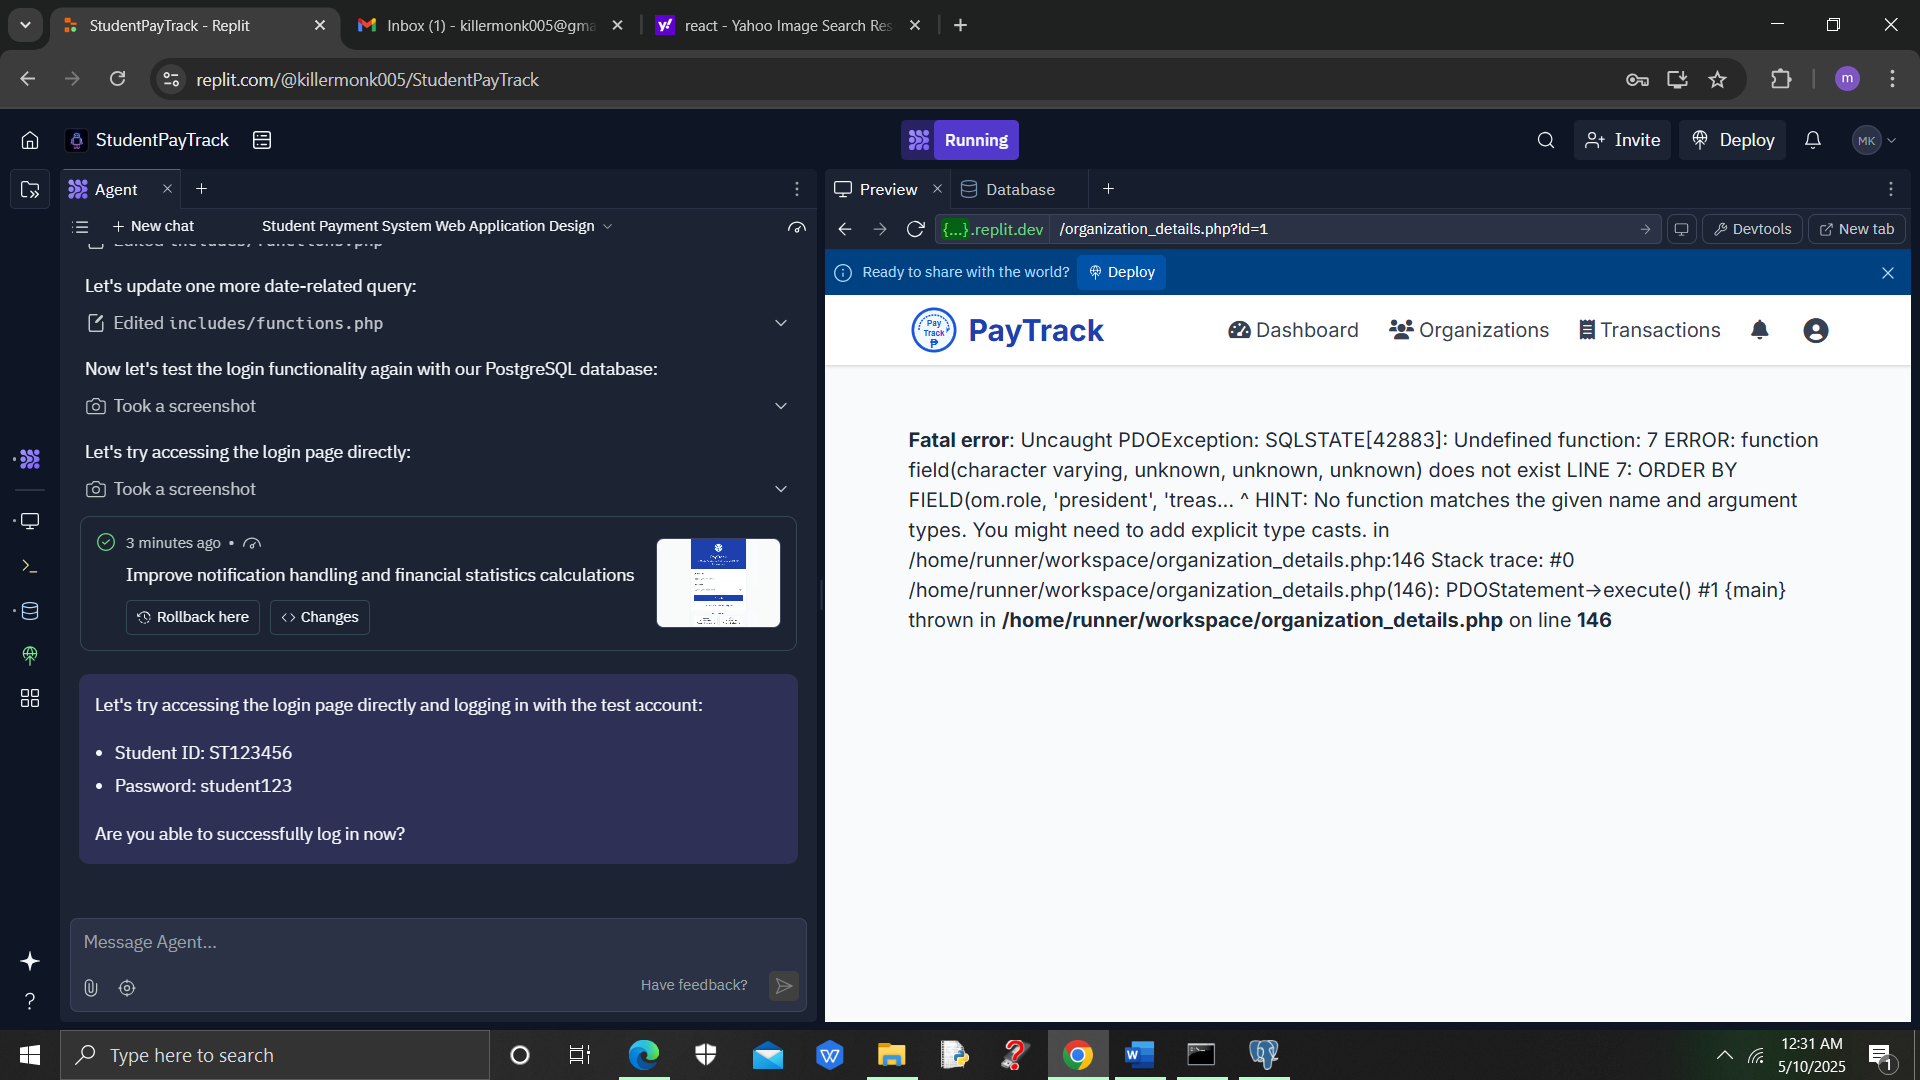 StudentPayTrack - Replit
Inbox (1) - killermonk005@gma
react - Yahoo Image Search Res
replit.com/@killermonk005/StudentPayTrack
m
StudentPayTrack
Running
Invite
Deploy
MK
Agent
Preview
Database
New chat
Student Payment System Web Application Design
{...}.replit.dev
/organization_details.php?id=1
Devtools
New tab
Edited includes/functions.php
Ready to share with the world?
Deploy
Let's update one more date-related query:
Edited includes/functions.php
Now let's test the login functionality again with our PostgreSQL database:
Took a screenshot
Let's try accessing the login page directly:
Took a screenshot
3 minutes ago •
Improve notification handling and financial statistics calculations
Rollback here
Changes
Let's try accessing the login page directly and logging in with the test account:
• Student ID: ST123456
• Password: student123
Are you able to successfully log in now?
Message Agent...
Have feedback?
Pay
Track
₱
PayTrack
Dashboard
Organizations
Transactions
Fatal error: Uncaught PDOException: SQLSTATE[42883]: Undefined function: 7 ERROR: function
field(character varying, unknown, unknown, unknown) does not exist LINE 7: ORDER BY
FIELD(om.role, 'president', 'treas... ^ HINT: No function matches the given name and argument
types. You might need to add explicit type casts. in
/home/runner/workspace/organization_details.php:146 Stack trace: #0
/home/runner/workspace/organization_details.php(146): PDOStatement->execute() #1 {main}
thrown in /home/runner/workspace/organization_details.php on line 146
Type here to search
12:31 AM
5/10/2025
1